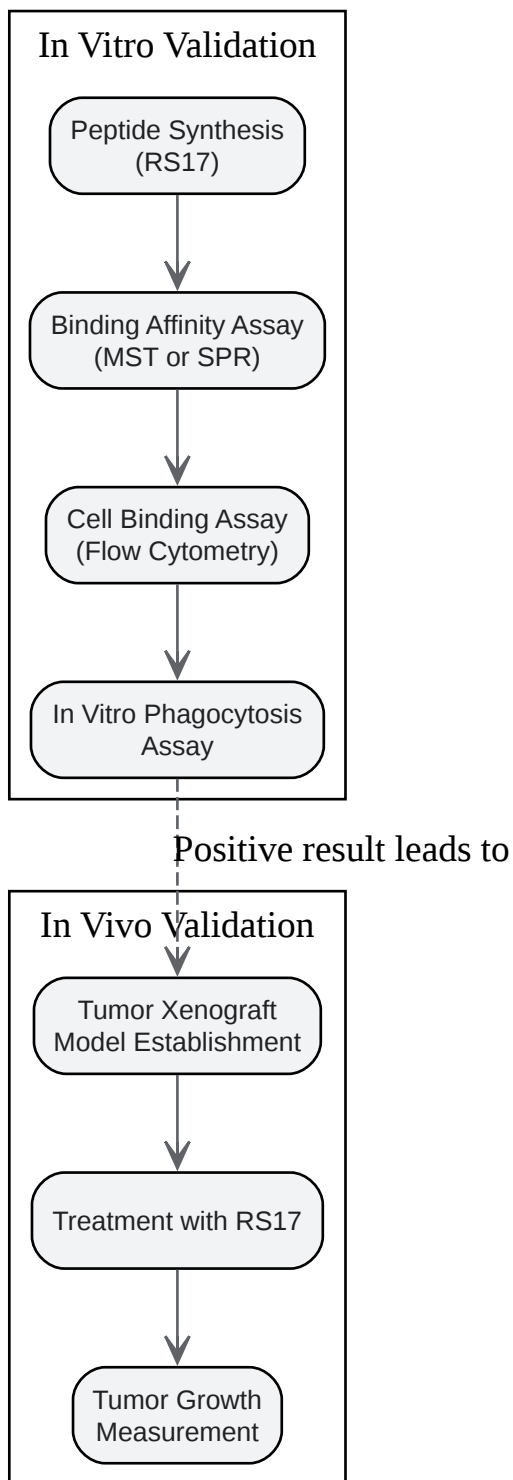 In Vitro Validation
Peptide Synthesis
(RS17)
Binding Affinity Assay
(MST or SPR)
Cell Binding Assay
(Flow Cytometry)
In Vitro Phagocytosis
Assay
Positive result leads to
In Vivo Validation
Tumor Xenograft
Model Establishment
Treatment with RS17
Tumor Growth
Measurement